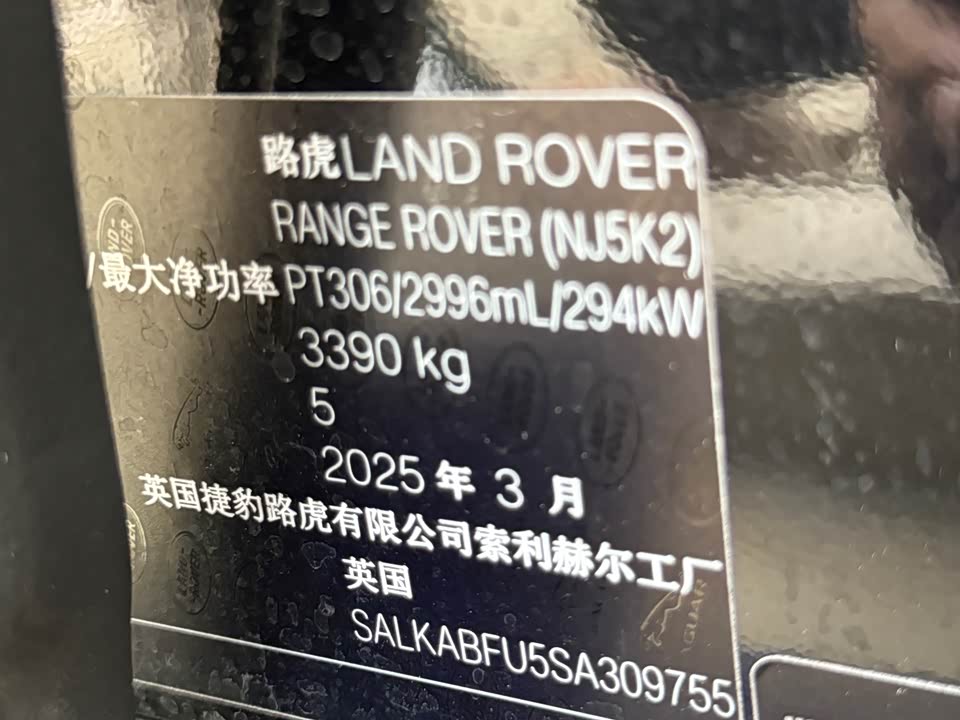 路虎LAND ROVER
RANGE ROVER (NJ5K2)
/最大净功率 PT306/2996mL/294kW
3390 kg
5
2025 年 3 月
英国捷豹路虎有限公司索利赫尔工厂
英国
SALKABFU5SA309755